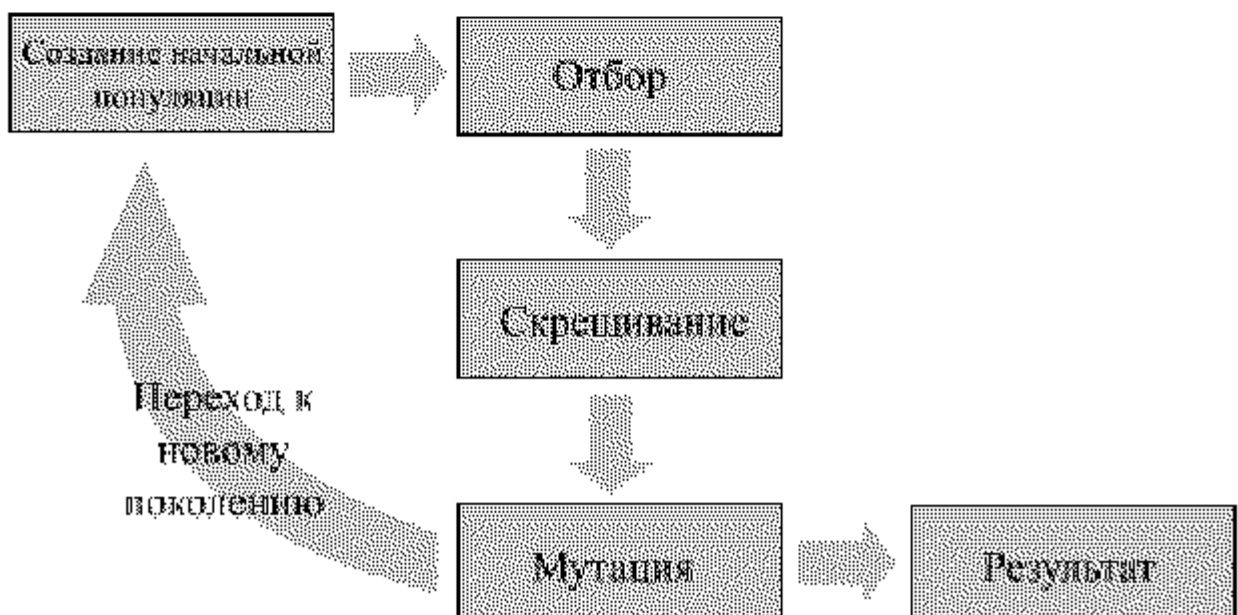 Создание начальной
популяции
Отбор
Скрещивание
Переход к
новому
поколению
Мутация
Результат